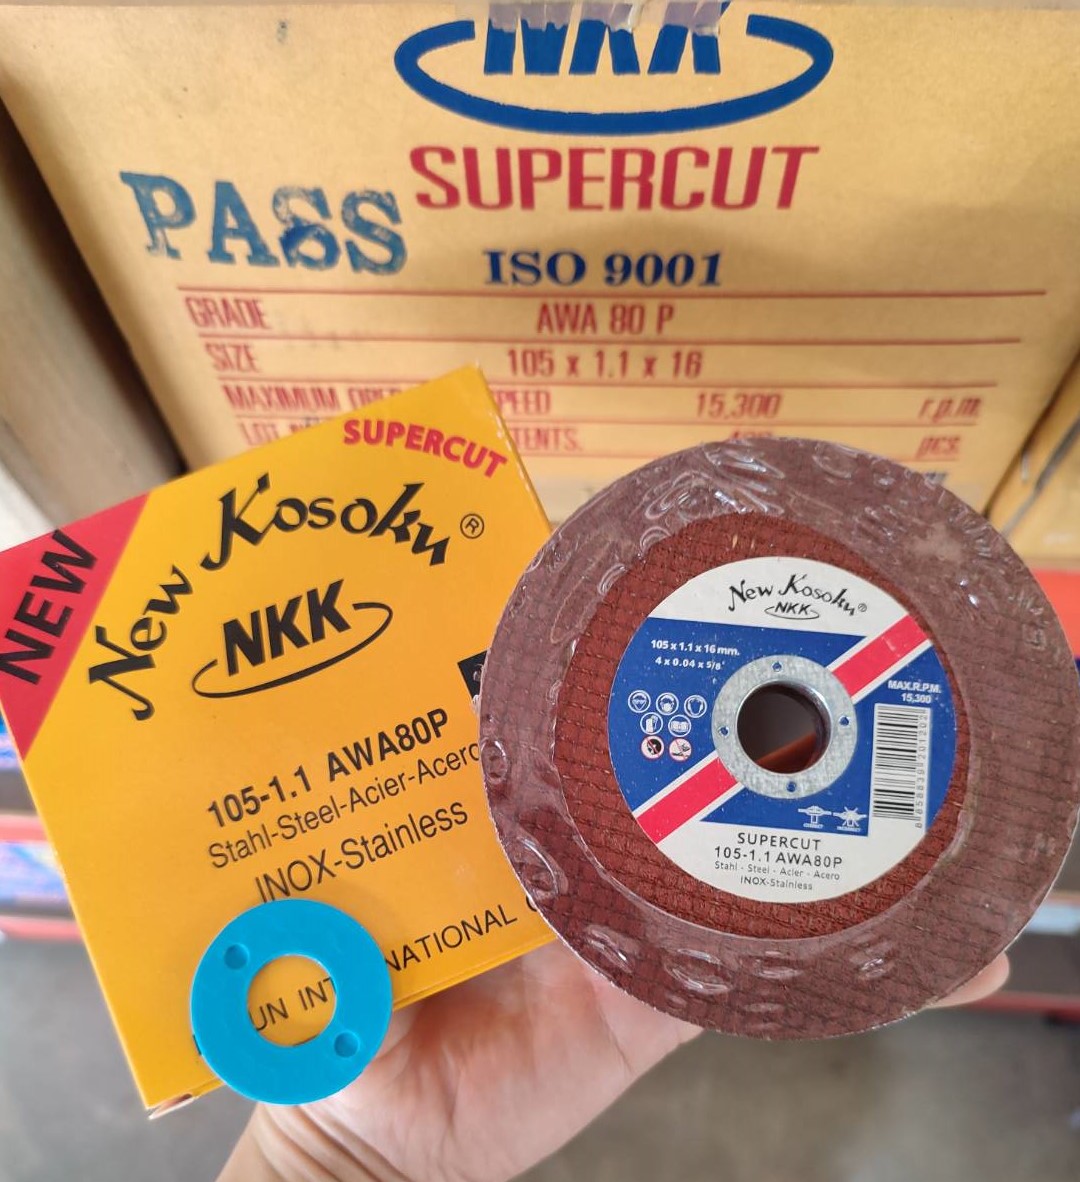 NKK
SUPERCUT
PASS
ISO 9001
GRADE AWA 80 P
SIZE 105 x 1.1 x 16
MAXIMUM 15,300 r.p.m.
LOT pcs
SUPERCUT
NEW
New Kosoku ®
NKK
105-1.1 AWA80P
Stahl-Steel-Acier-Acero
INOX-Stainless
New Kosoku®
NKK
105 x 1.1 x 16 mm.
4 x 0.04 x 5/8"
MAX.R.P.M.
15,300
SUPERCUT
105-1.1 AWA80P
Stahl - Steel - Acier - Acero
INOX-Stainless